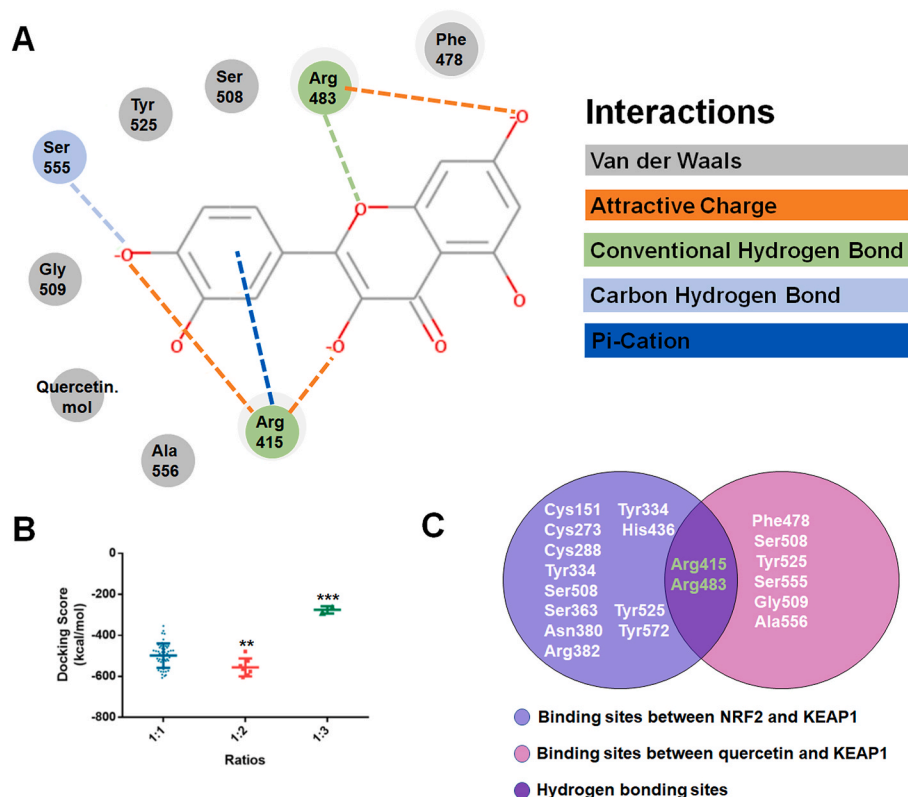 A
Phe
478
Arg
483
Ser
508
Tyr
525
Ser
555
Gly
509
Quercetin.
mol
Ala
556
Arg
415
-O
O
-O
O
-O
O
O
Interactions
Van der Waals
Attractive Charge
Conventional Hydrogen Bond
Carbon Hydrogen Bond
Pi-Cation
B
Docking Score
(kcal/mol)
0
-200
-400
-600
-800
**
***
1:1
1:2
1:3
Ratios
C
Cys151 Tyr334
Cys273 His436
Cys288
Tyr334
Ser508
Ser363 Tyr525
Asn380 Tyr572
Arg382
Arg415
Arg483
Phe478
Ser508
Tyr525
Ser555
Gly509
Ala556
Binding sites between NRF2 and KEAP1
Binding sites between quercetin and KEAP1
Hydrogen bonding sites